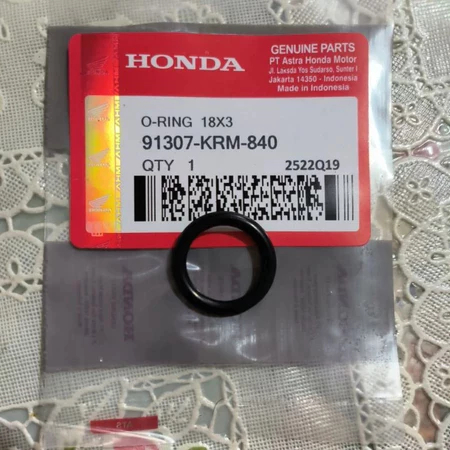 HONDA
GENUINE PARTS
PT Astra Honda Motor
Jl. Laksda Yos Sudarso, Sunter I
Jakarta 14350 - Indonesia
Made in Indonesia
O-RING 18X3
91307-KRM-840
QTY 1 2522Q19
HONDA